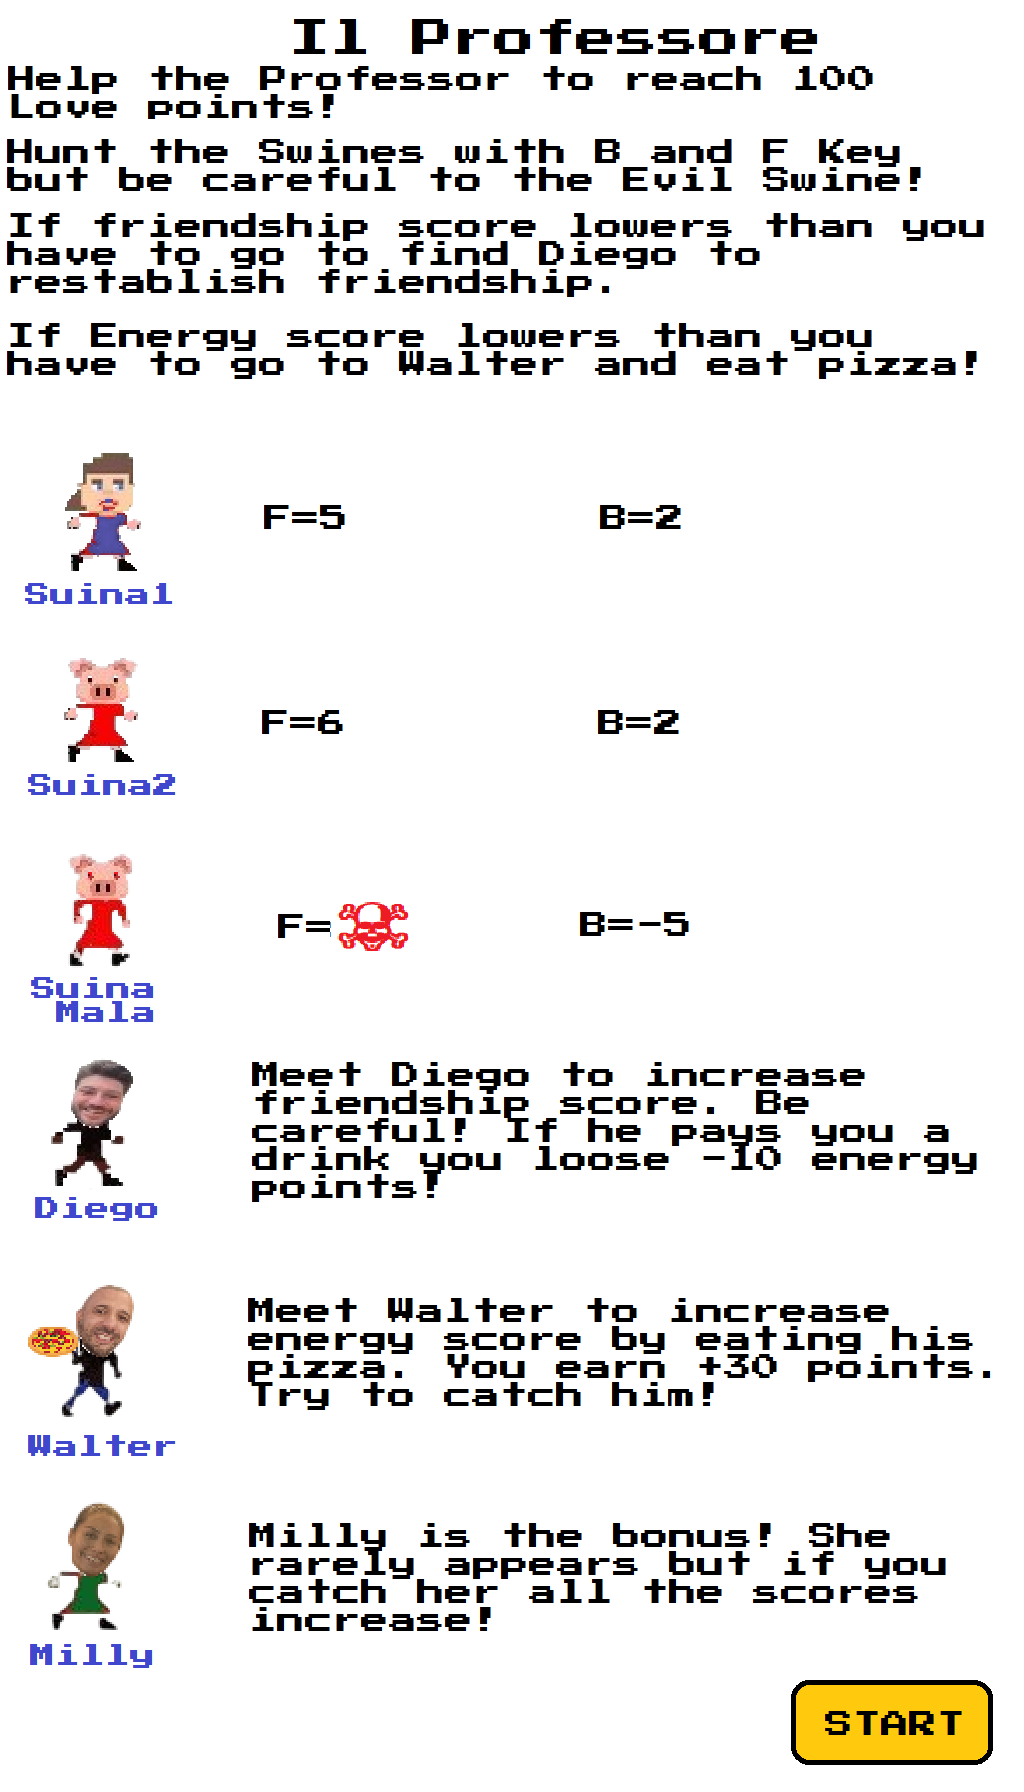 Il Professore
Help the Professor to reach 100
Love points!
Hunt the Swines with B and F Key
but be careful to the Evil Swine!
If friendship score lowers than you
have to go to find Diego to
restablish friendship.
If Energy score lowers than you
have to go to Walter and eat pizza!
F=5 B=2
Suina1
F=6 B=2
Suina2
F= B=-5
Suina
Mala
Meet Diego to increase
friendship score. Be
careful! If he pays you a
drink you loose -10 energy
points!
Diego
Meet Walter to increase
energy score by eating his
pizza. You earn +30 points.
Try to catch him!
Walter
Milly is the bonus! She
rarely appears but if you
catch her all the scores
increase!
Milly
START